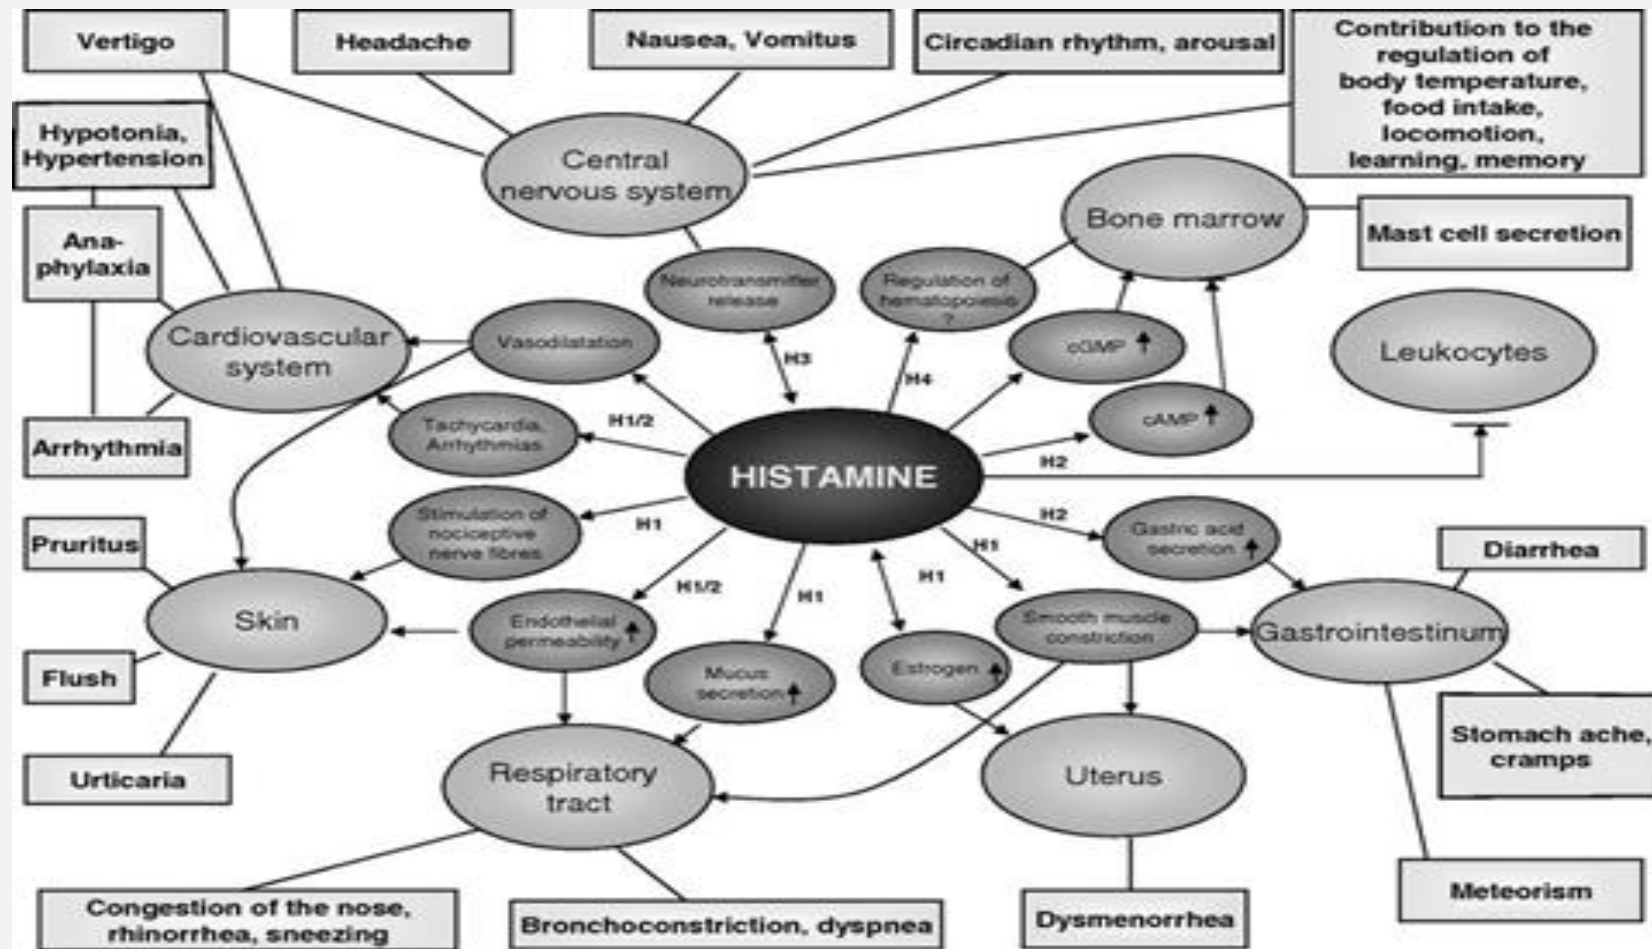 Vertigo
Headache
Nausea, Vomitus
Circadian rhythm, arousal
Contribution to the
regulation of
body temperature,
food intake,
locomotion,
learning, memory
Hypotonia,
Hypertension
Central
nervous system
Bone marrow
Mast cell secretion
Ana-
phylaxia
Neurotransmitter
release
Regulation of
hematopoiesis
?
Cardiovascular
system
Vasodilatation
cGMP ↑
Leukocytes
H3
H4
Arrhythmia
Tachycardia,
Arrhythmias
H1/2
cAMP ↑
H2
HISTAMINE
Pruritus
Stimulation of
nociceptive
nerve fibres
H1
H2
Gastric acid
secretion ↑
Diarrhea
H1
H1
H1/2
H1
Skin
Endothelial
permeability ↑
Smooth muscle
constriction
Gastrointestinum
Flush
Mucus
secretion ↑
Estrogen ↑
Stomach ache,
cramps
Urticaria
Respiratory
tract
Uterus
Meteorism
Congestion of the nose,
rhinorrhea, sneezing
Bronchoconstriction, dyspnea
Dysmenorrhea